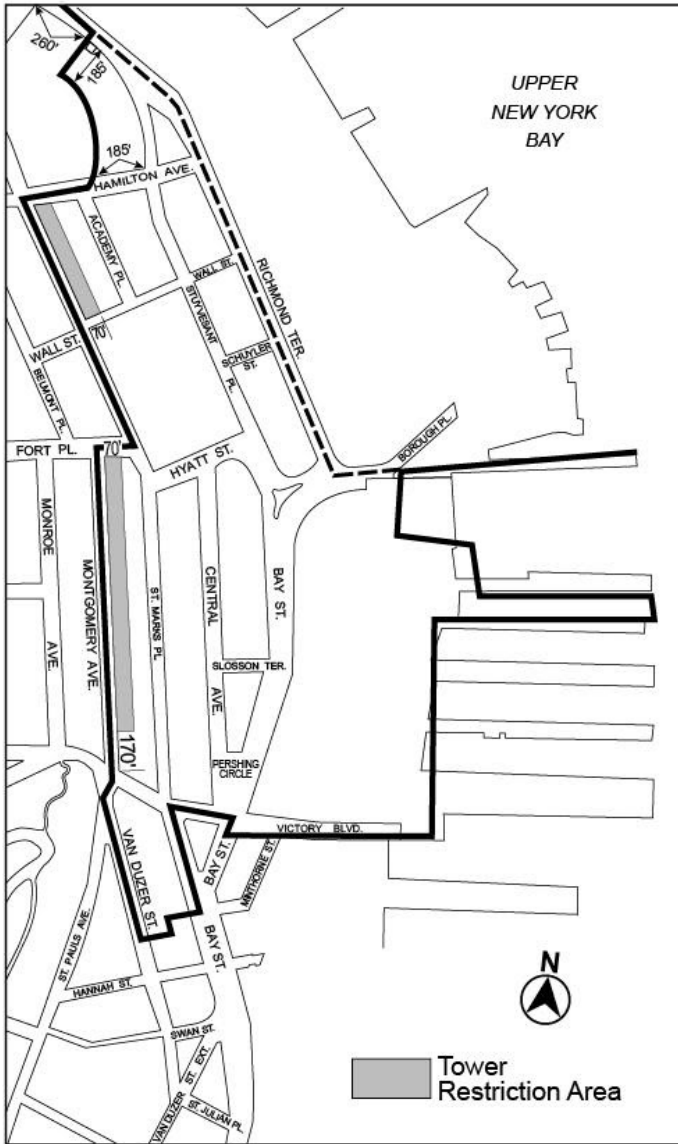 260'
185'
UPPER
NEW YORK
BAY
185'
HAMILTON AVE.
ACADEMY PL.
WALL ST.
RICHMOND TER.
STUYVESANT
PL.
70'
WALL ST.
SCHUYLER
ST.
BELMONT PL.
BOROUGH PL.
FORT PL.
70'
HYATT ST.
MONROE
AVE.
MONTGOMERY AVE.
ST. MARKS PL
CENTRAL
AVE.
BAY ST.
SLOSSON TER.
170'
PERSHING
CIRCLE
VICTORY BLVD.
VAN DUZER ST.
BAY ST.
MINTHORNE ST.
ST. PAULS AVE.
BAY ST.
HANNAH ST.
N
SWAN ST.
VAN DUZER ST. EXT.
ST. JULIAN PL.
Tower
Restriction Area